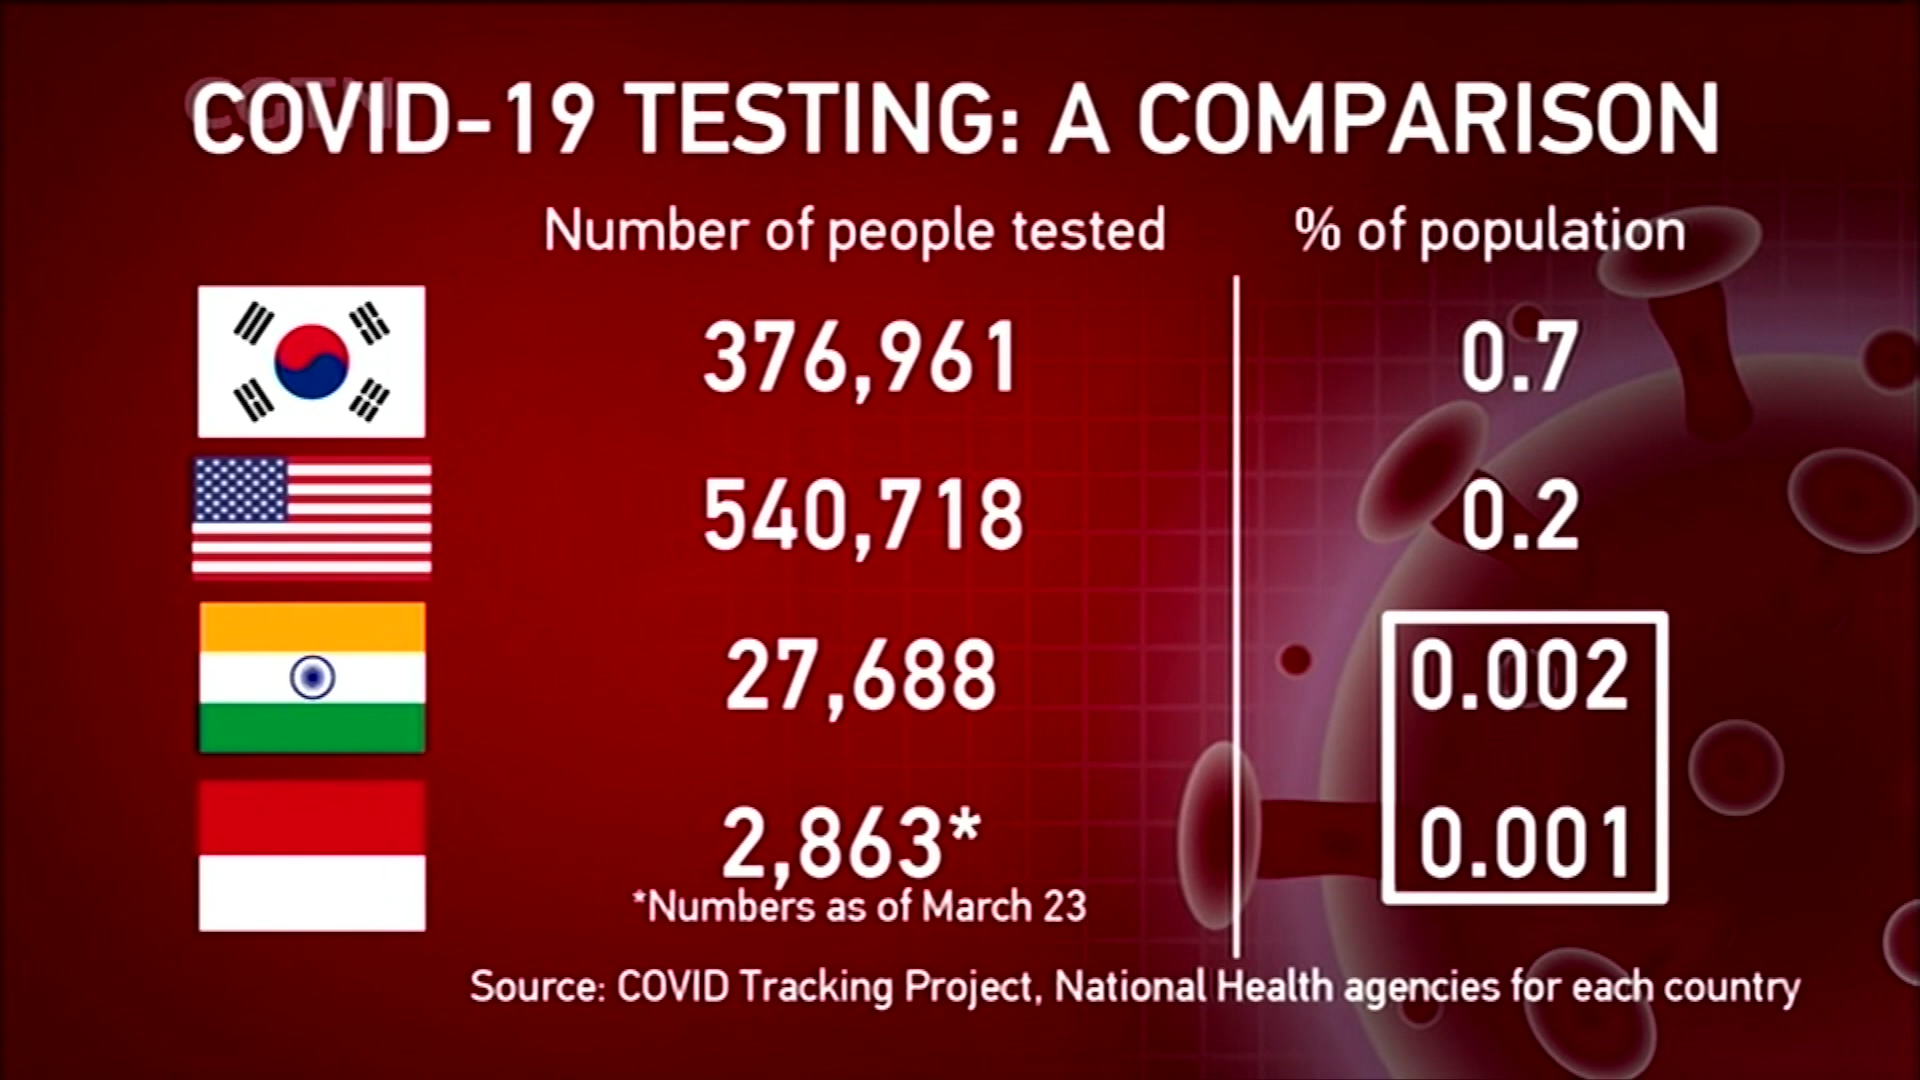 CGTN
COVID-19 TESTING: A COMPARISON
Number of people tested % of population
376,961 0.7
540,718 0.2
27,688 0.002
2,863* 0.001
*Numbers as of March 23
Source: COVID Tracking Project, National Health agencies for each country